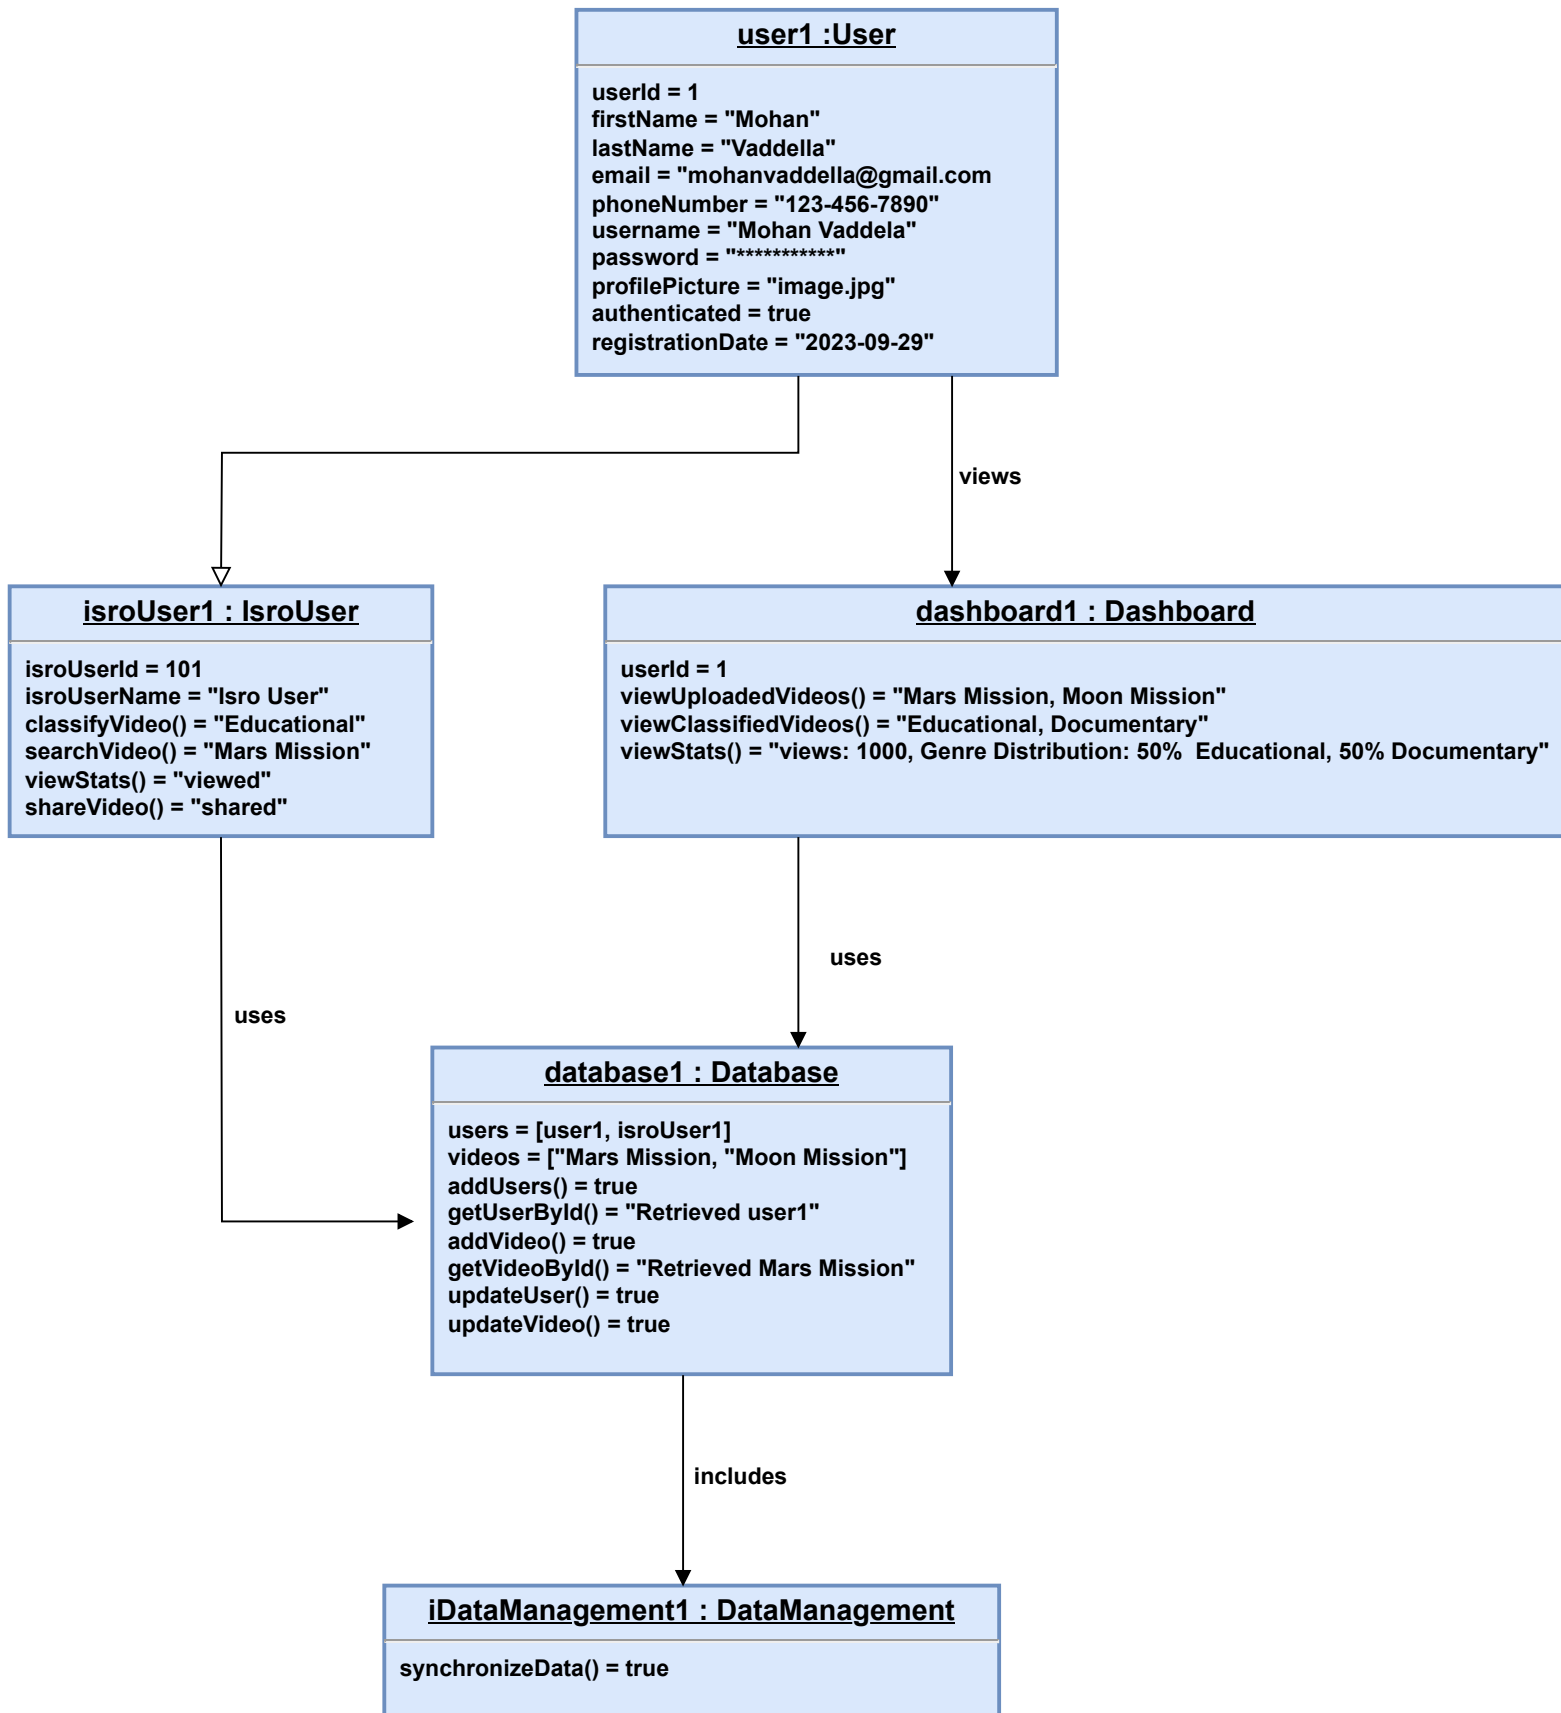 user1 :User
userId = 1
firstName = "Mohan"
lastName = "Vaddella"
email = "mohanvaddella@gmail.com
phoneNumber = "123-456-7890"
username = "Mohan Vaddela"
password = "***********"
profilePicture = "image.jpg"
authenticated = true
registrationDate = "2023-09-29"
views
isroUser1 : IsroUser
isroUserId = 101
isroUserName = "Isro User"
classifyVideo() = "Educational"
searchVideo() = "Mars Mission"
viewStats() = "viewed"
shareVideo() = "shared"
dashboard1 : Dashboard
userId = 1
viewUploadedVideos() = "Mars Mission, Moon Mission"
viewClassifiedVideos() = "Educational, Documentary"
viewStats() = "views: 1000, Genre Distribution: 50%  Educational, 50% Documentary"
uses
uses
database1 : Database
users = [user1, isroUser1]
videos = ["Mars Mission, "Moon Mission"]
addUsers() = true
getUserById() = "Retrieved user1"
addVideo() = true
getVideoById() = "Retrieved Mars Mission"
updateUser() = true
updateVideo() = true
includes
iDataManagement1 : DataManagement
synchronizeData() = true